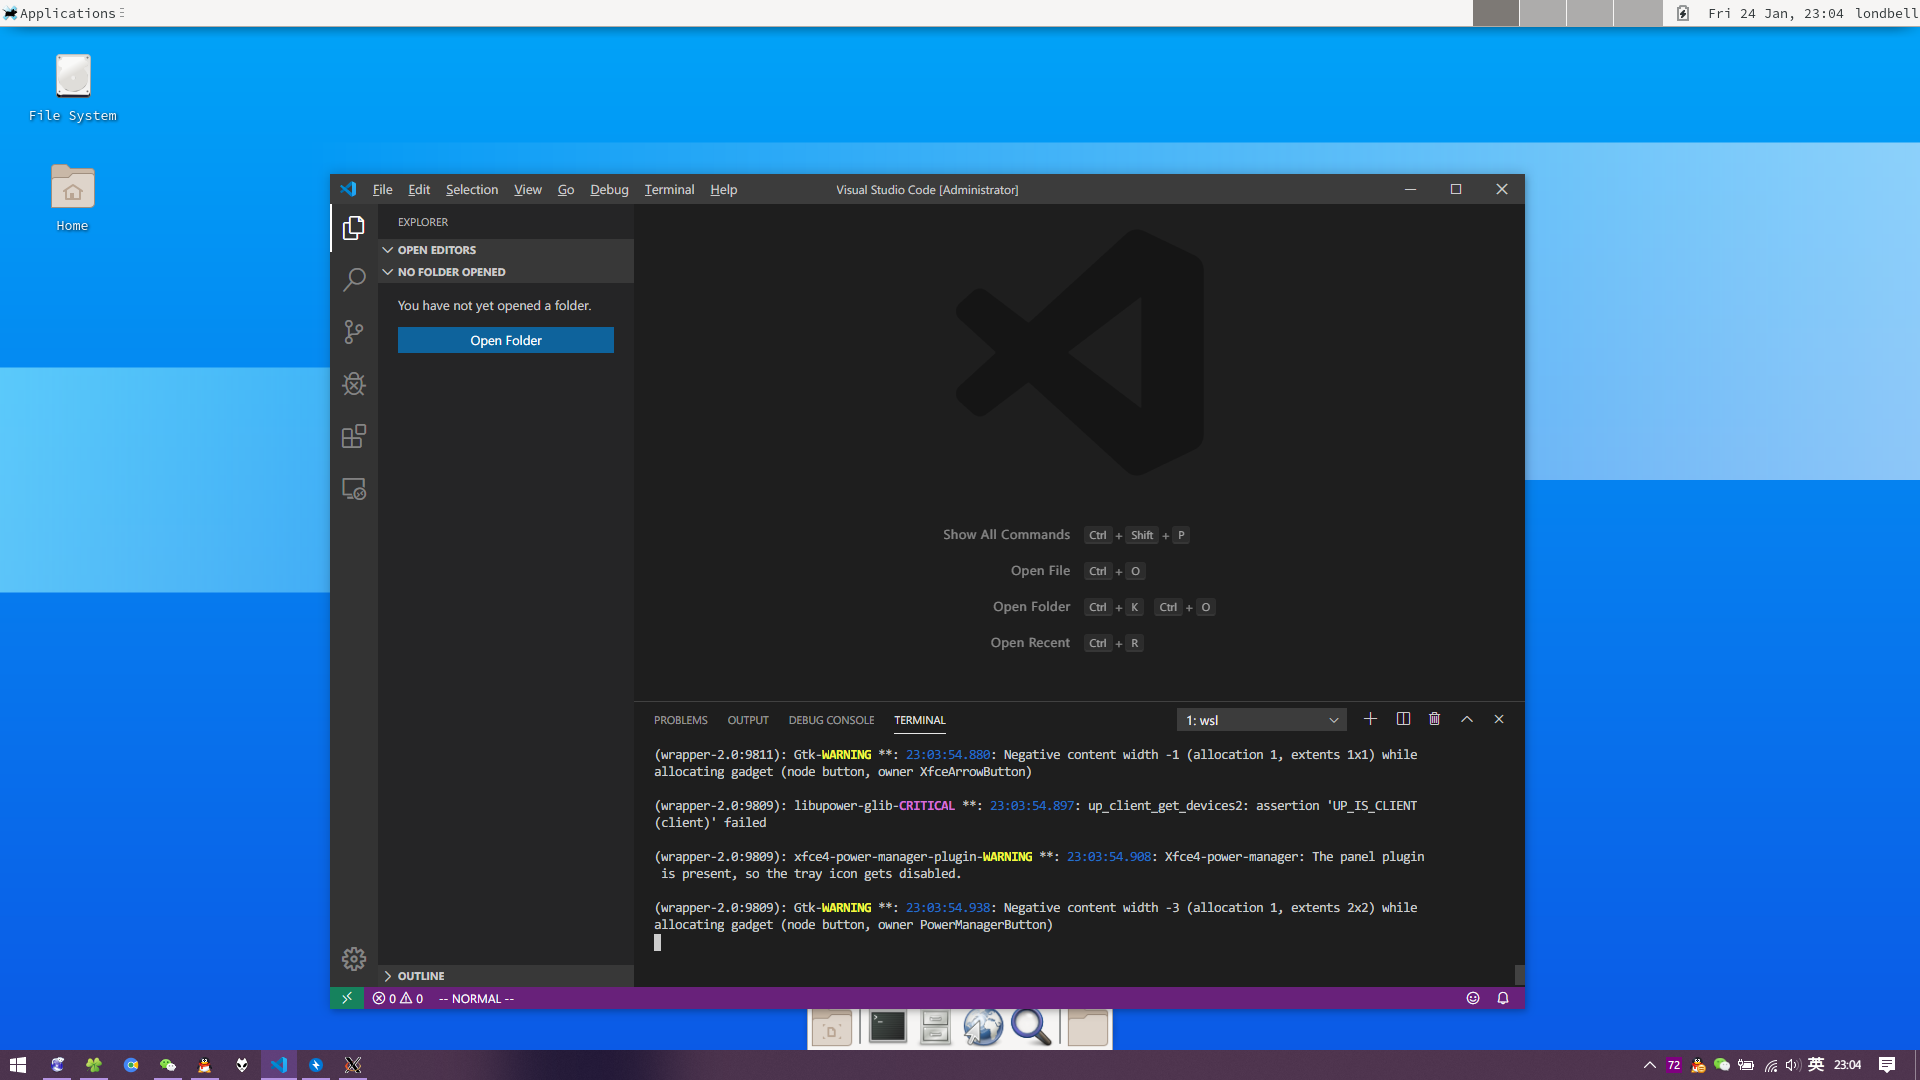 Applications
Fri 24 Jan, 23:04 londbell
File System
Home
File Edit Selection View Go Debug Terminal Help
Visual Studio Code [Administrator]
EXPLORER
OPEN EDITORS
NO FOLDER OPENED
You have not yet opened a folder.
Open Folder
Show All Commands Ctrl + Shift + P
Open File Ctrl + O
Open Folder Ctrl + K Ctrl + O
Open Recent Ctrl + R
PROBLEMS OUTPUT DEBUG CONSOLE TERMINAL
1: wsl
(wrapper-2.0:9811): Gtk-WARNING **: 23:03:54.880: Negative content width -1 (allocation 1, extents 1x1) while
allocating gadget (node button, owner XfceArrowButton)
(wrapper-2.0:9809): libupower-glib-CRITICAL **: 23:03:54.897: up_client_get_devices2: assertion 'UP_IS_CLIENT
(client)' failed
(wrapper-2.0:9809): xfce4-power-manager-plugin-WARNING **: 23:03:54.908: Xfce4-power-manager: The panel plugin
is present, so the tray icon gets disabled.
(wrapper-2.0:9809): Gtk-WARNING **: 23:03:54.938: Negative content width -3 (allocation 1, extents 2x2) while
allocating gadget (node button, owner PowerManagerButton)
OUTLINE
0 0 -- NORMAL --
72 英 23:04